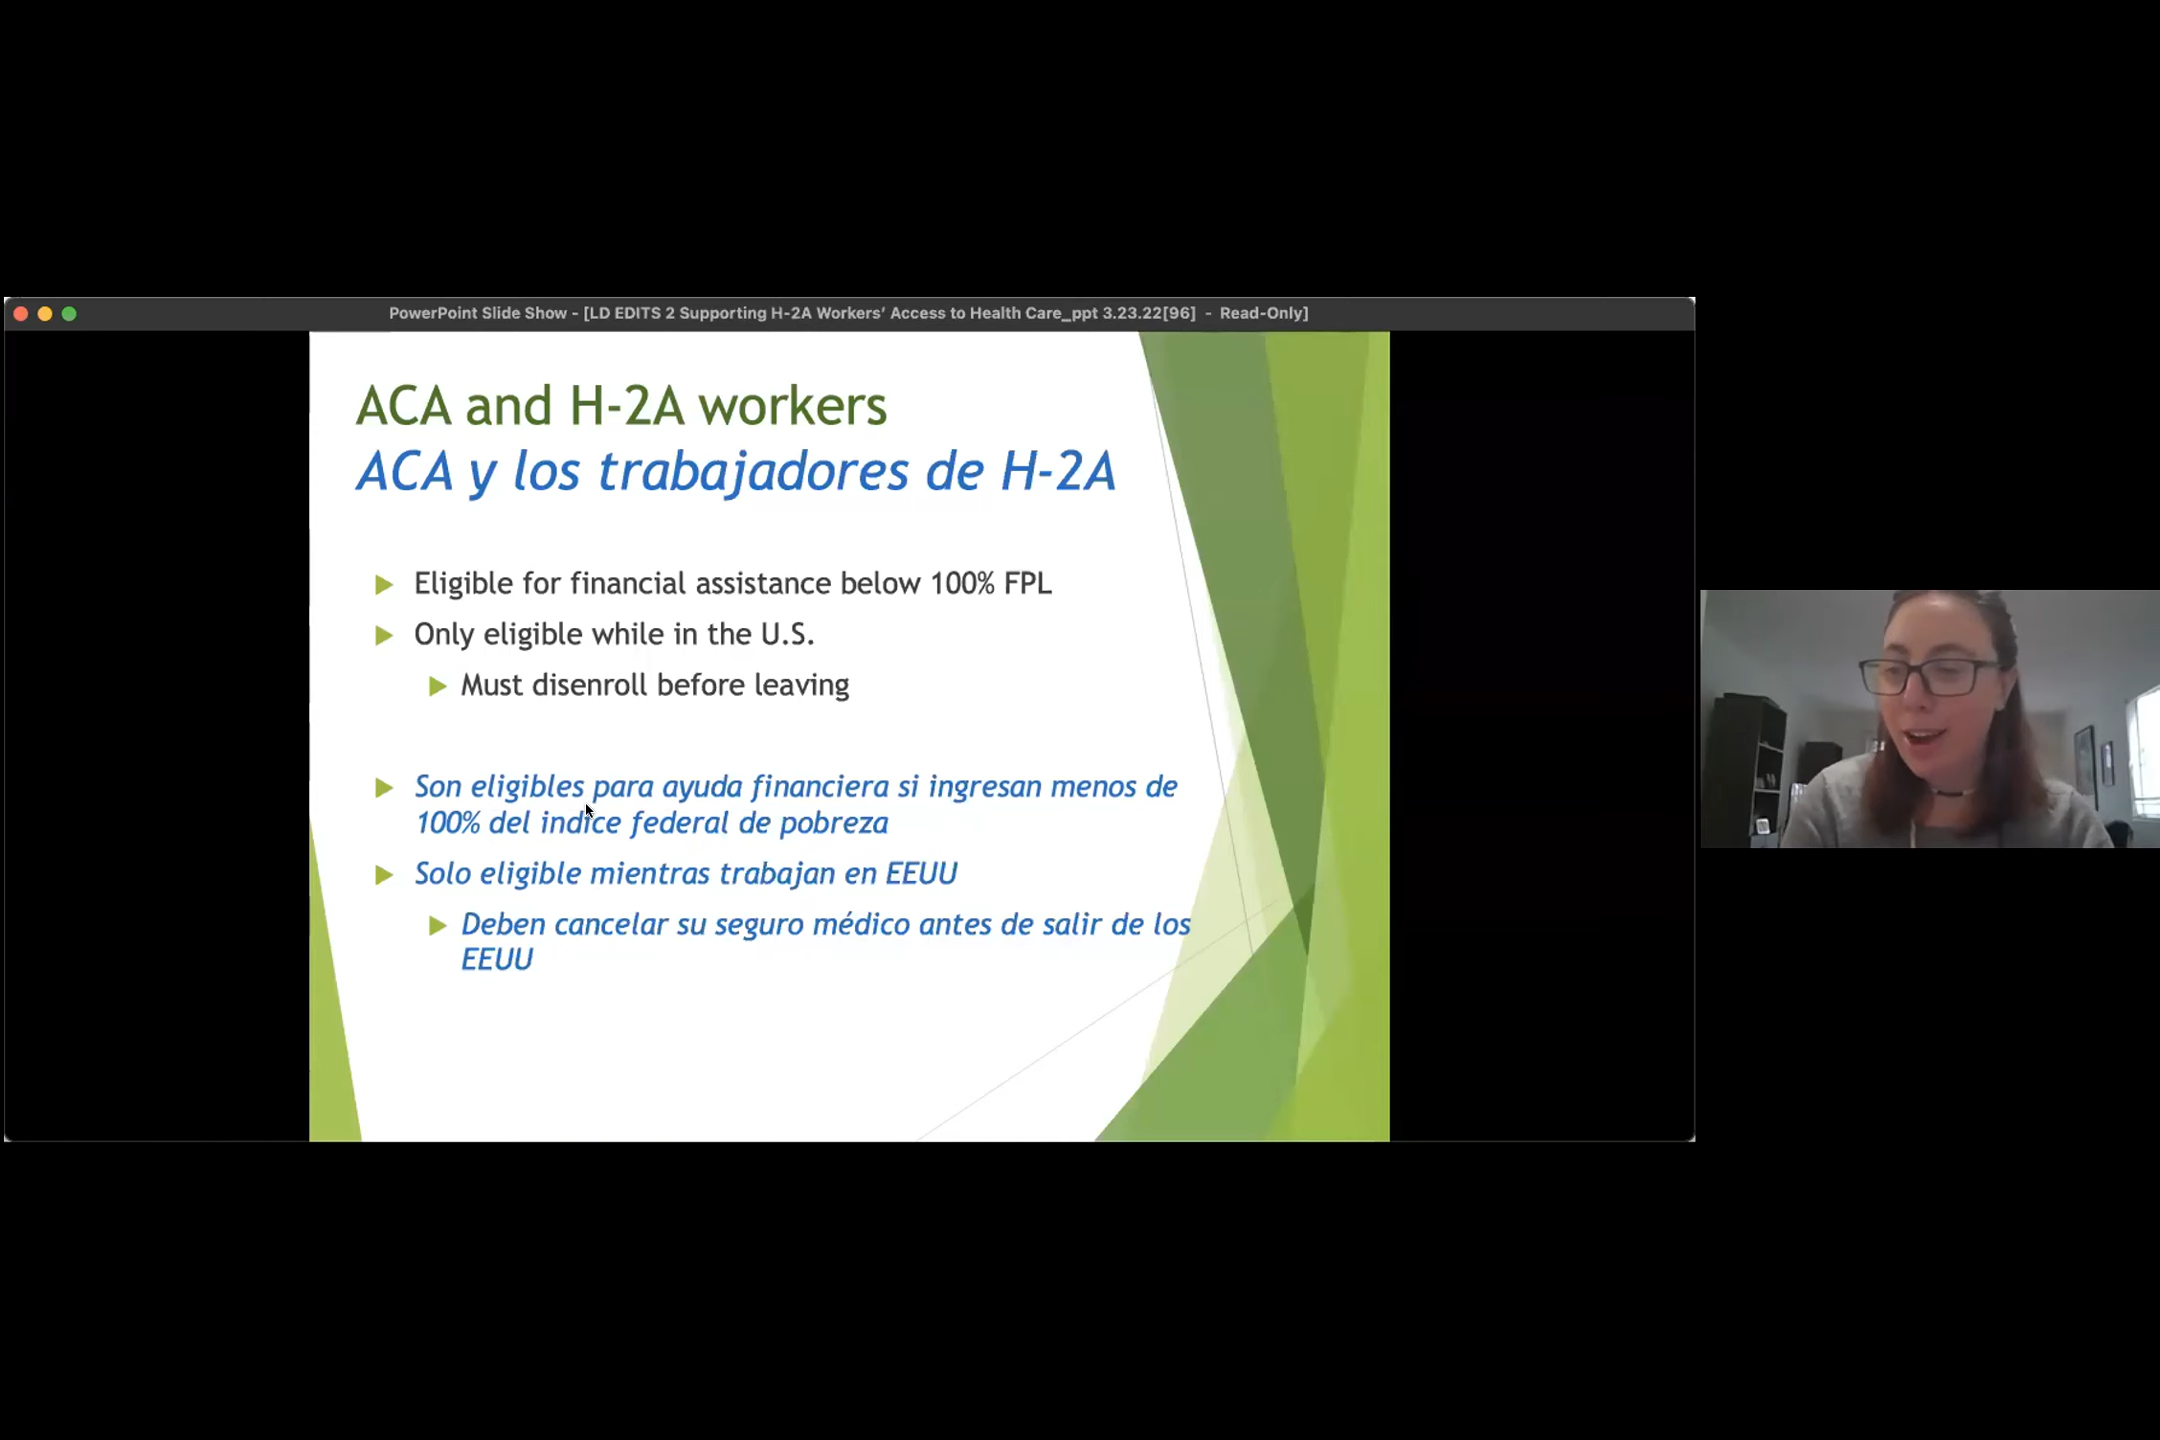 PowerPoint Slide Show - [LD EDITS 2 Supporting H-2A Workers’ Access to Health Care_ppt 3.23.22[96] - Read-Only]
ACA and H-2A workers
ACA y los trabajadores de H-2A
Eligible for financial assistance below 100% FPL
Only eligible while in the U.S.
Must disenroll before leaving
Son eligibles para ayuda financiera si ingresan menos de
100% del indice federal de pobreza
Solo eligible mientras trabajan en EEUU
Deben cancelar su seguro médico antes de salir de los
EEUU